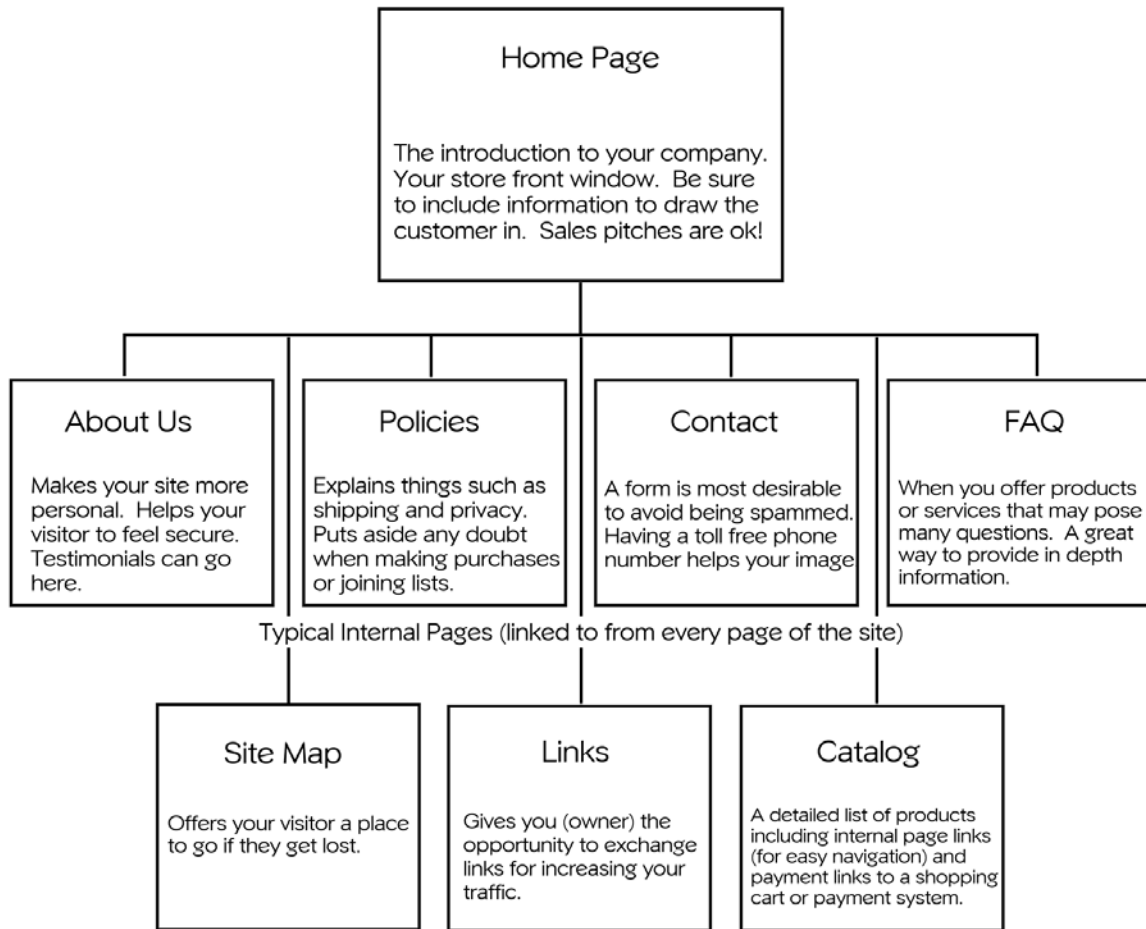 Home Page
The introduction to your company.
Your store front window.  Be sure
to include information to draw the
customer in.  Sales pitches are ok!
About Us
Makes your site more
personal.  Helps your
visitor to feel secure.
Testimonials can go
here.
Policies
Explains things such as
shipping and privacy.
Puts aside any doubt
when making purchases
or joining lists.
Contact
A form is most desirable
to avoid being spammed.
Having a toll free phone
number helps your image
FAQ
When you offer products
or services that may pose
many questions.  A great
way to provide in depth
information.
Typical Internal Pages (linked to from every page of the site)
Site Map
Offers your visitor a place
to go if they get lost.
Links
Gives you (owner) the
opportunity to exchange
links for increasing your
traffic.
Catalog
A detailed list of products
including internal page links
(for easy navigation) and
payment links to a shopping
cart or payment system.